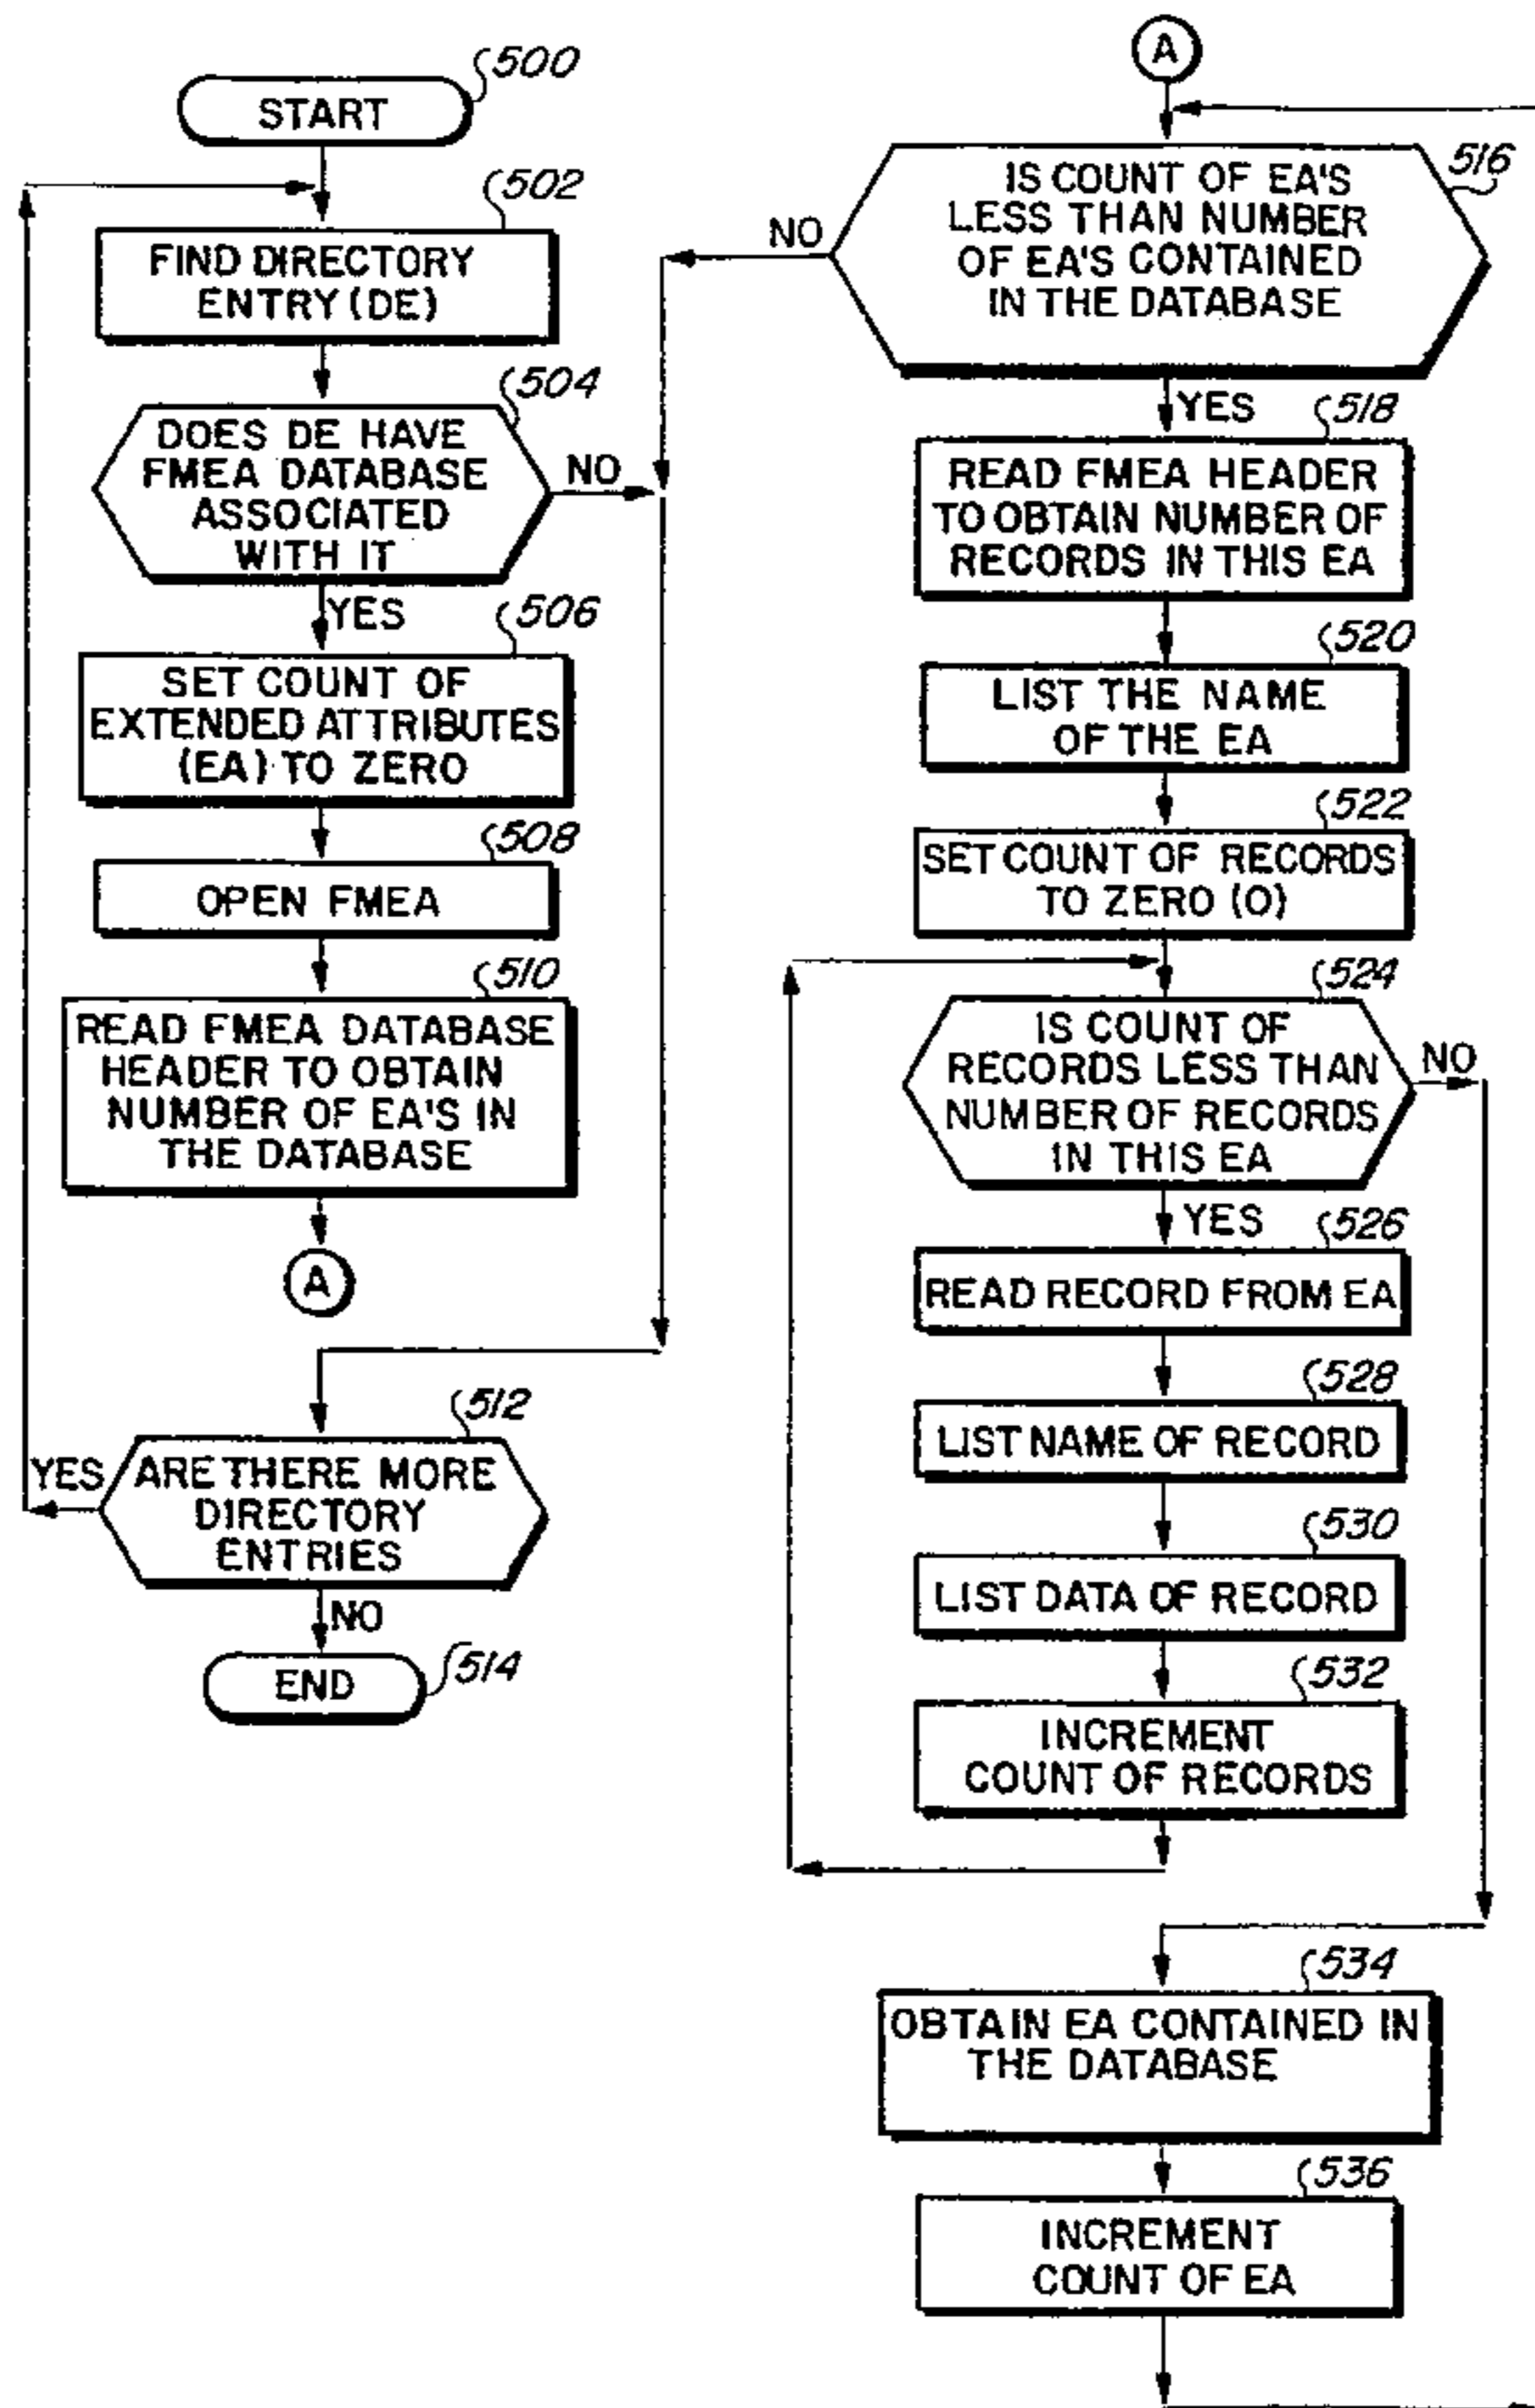 500
START
502
FIND DIRECTORY
ENTRY (DE)
504
DOES DE HAVE
FMEA DATABASE
ASSOCIATED
WITH IT
NO
YES
506
SET COUNT OF
EXTENDED ATTRIBUTES
(EA) TO ZERO
508
OPEN FMEA
510
READ FMEA DATABASE
HEADER TO OBTAIN
NUMBER OF EA'S IN
THE DATABASE
A
512
YES
ARE THERE MORE
DIRECTORY
ENTRIES
NO
END
514
A
516
IS COUNT OF EA'S
LESS THAN NUMBER
OF EA'S CONTAINED
IN THE DATABASE
NO
YES
518
READ FMEA HEADER
TO OBTAIN NUMBER OF
RECORDS IN THIS EA
520
LIST THE NAME
OF THE EA
522
SET COUNT OF RECORDS
TO ZERO (0)
524
IS COUNT OF
RECORDS LESS THAN
NUMBER OF RECORDS
IN THIS EA
NO
YES
526
READ RECORD FROM EA
528
LIST NAME OF RECORD
530
LIST DATA OF RECORD
532
INCREMENT
COUNT OF RECORDS
534
OBTAIN EA CONTAINED IN
THE DATABASE
536
INCREMENT
COUNT OF EA